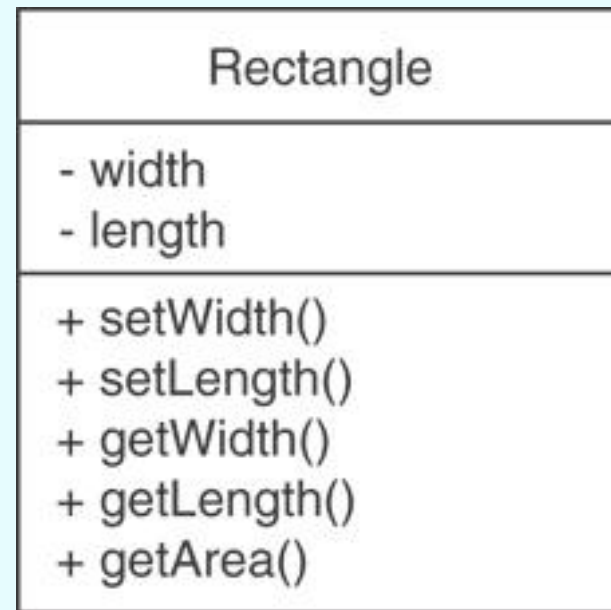 Rectangle
- width
- length
+ setWidth()
+ setLength()
+ getWidth()
+ getLength()
+ getArea()